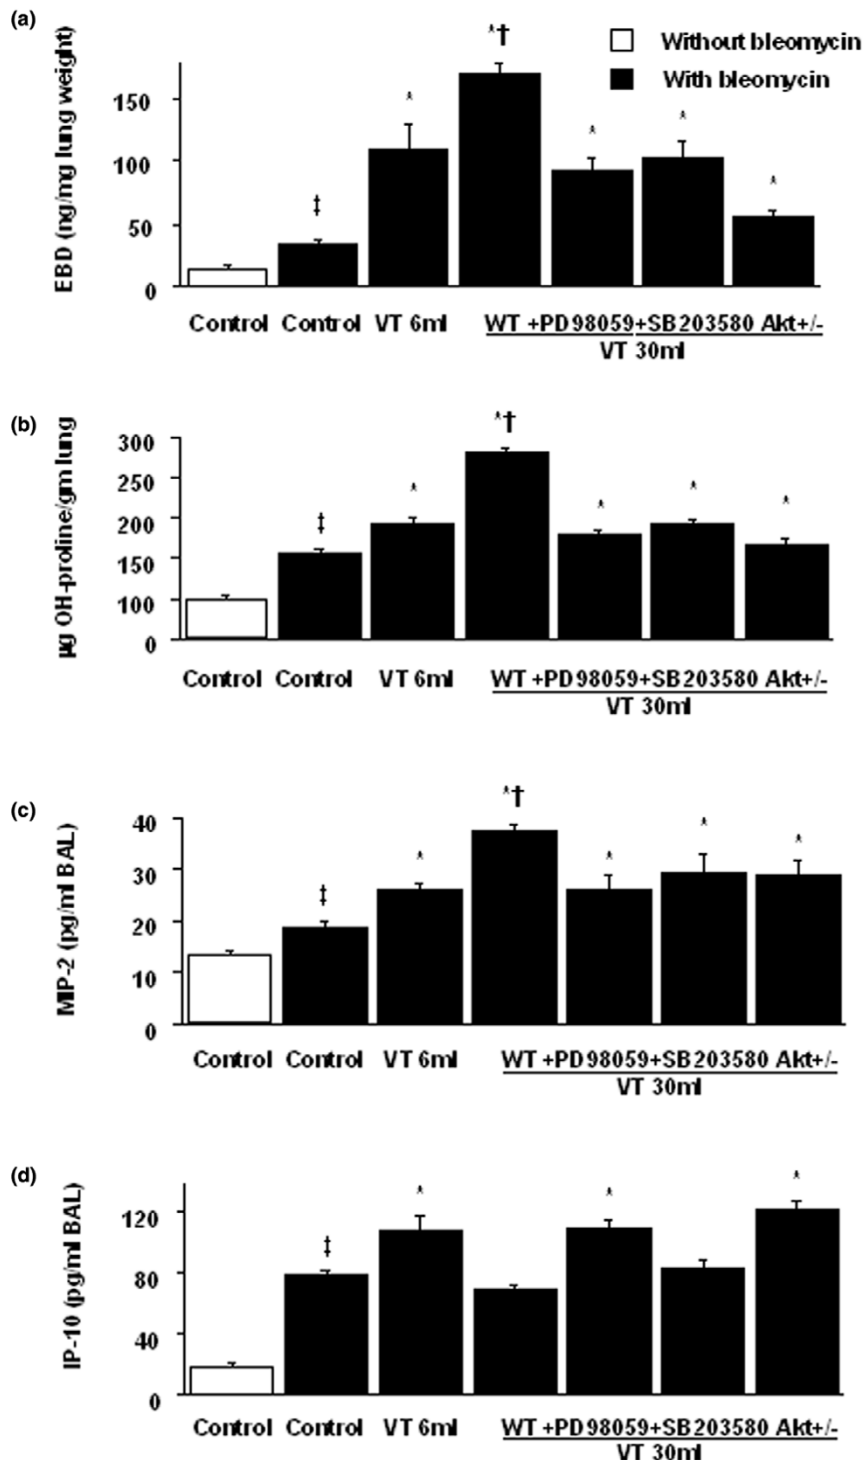 (a)
*†
Without bleomycin
With bleomycin
EBD (ng/mg lung weight)
150
100
50
0
*
*
*
*
‡
Control Control VT 6ml WT +PD98059+SB203580 Akt+/-
VT 30ml
(b)
µg OH-proline/gm lung
300
250
200
150
100
0
*†
‡
*
*
*
*
Control Control VT 6ml WT +PD98059+SB203580 Akt+/-
VT 30ml
(c)
MIP-2 (pg/ml BAL)
40
30
20
10
0
*†
‡
*
*
*
*
Control Control VT 6ml WT +PD98059+SB203580 Akt+/-
VT 30ml
(d)
IP-10 (pg/ml BAL)
120
80
40
0
‡
*
*
*
Control Control VT 6ml WT +PD98059+SB203580 Akt+/-
VT 30ml